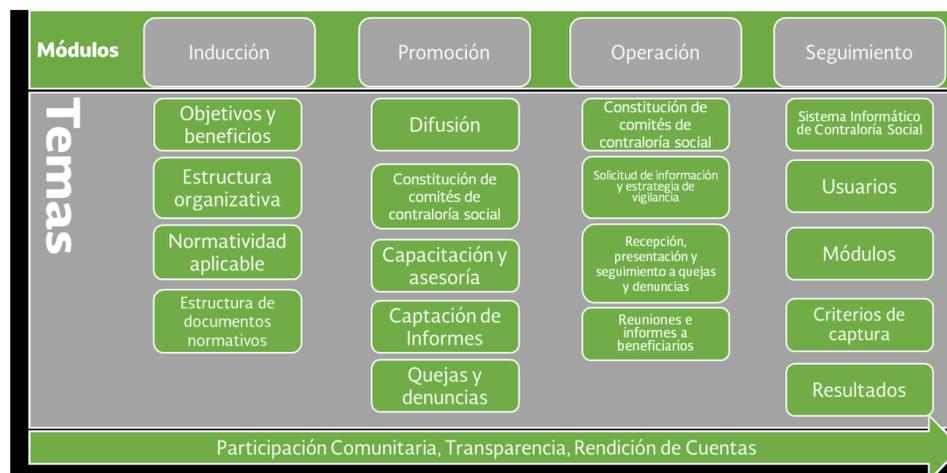 Módulos
Inducción
Promoción
Operación
Seguimiento
Temas
Objetivos y
beneficios
Estructura
organizativa
Normatividad
aplicable
Estructura de
documentos
normativos
Difusión
Constitución de
comités de
contraloría social
Capacitación y
asesoría
Captación de
Informes
Quejas y
denuncias
Constitución de
comités de
contraloría social
Solicitud de información
y estrategia de
vigilancia
Recepción,
presentación y
seguimiento a quejas
y denuncias
Reuniones e
informes a
beneficiarios
Sistema Informático
de Contraloría Social
Usuarios
Módulos
Criterios de
captura
Resultados
Participación Comunitaria, Transparencia, Rendición de Cuentas